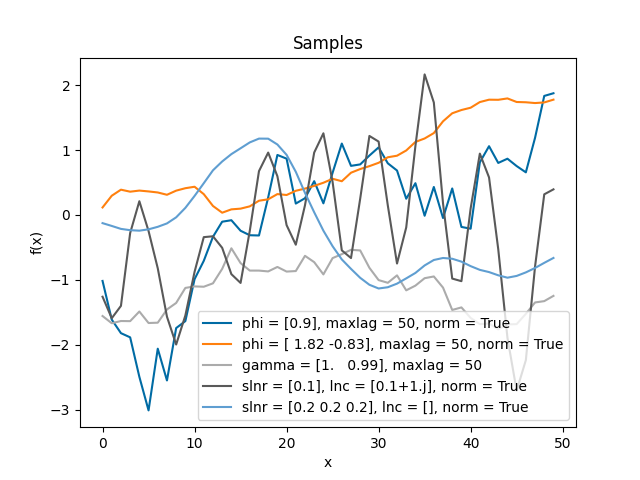 Samples
f(x)
2
1
0
−1
−2
−3
phi = [0.9], maxlag = 50, norm = True
phi = [ 1.82 -0.83], maxlag = 50, norm = True
gamma = [1.   0.99], maxlag = 50
slnr = [0.1], lnc = [0.1+1.j], norm = True
slnr = [0.2 0.2 0.2], lnc = [], norm = True
0 10 20 30 40 50
x